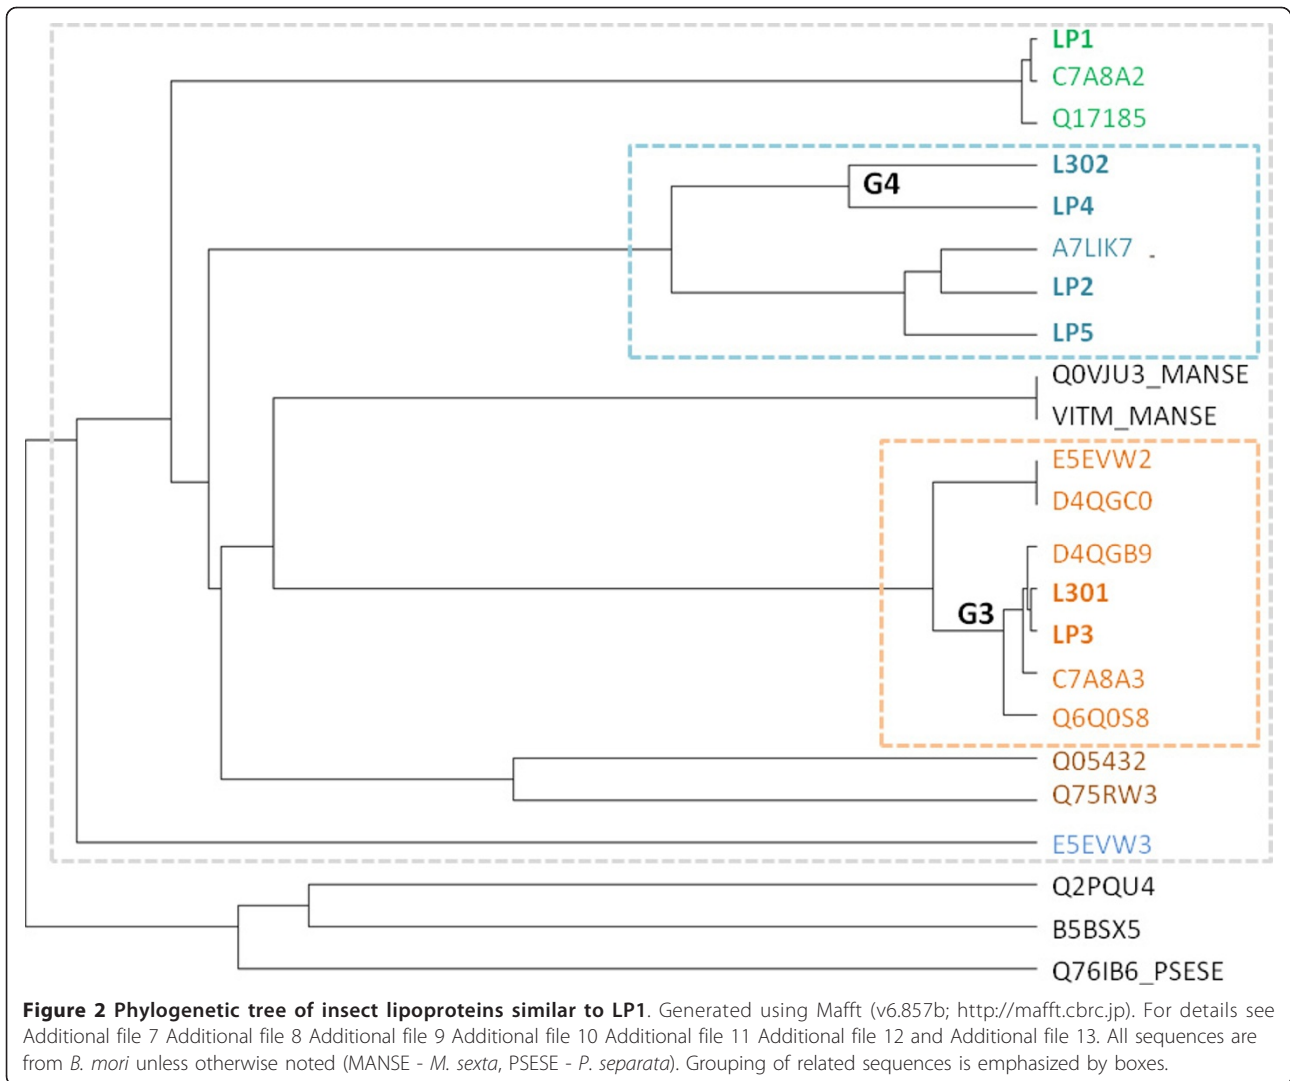 LP1
C7A8A2
Q17185
L302
G4
LP4
A7LIK7 -
LP2
LP5
Q0VJU3_MANSE
VITM_MANSE
E5EVW2
D4QGC0
D4QGB9
L301
G3
LP3
C7A8A3
Q6Q0S8
Q05432
Q75RW3
E5EVW3
Q2PQU4
B5BSX5
Q76IB6_PSESE
Figure 2 Phylogenetic tree of insect lipoproteins similar to LP1. Generated using Mafft (v6.857b; http://mafft.cbrc.jp). For details see
Additional file 7 Additional file 8 Additional file 9 Additional file 10 Additional file 11 Additional file 12 and Additional file 13. All sequences are
from B. mori unless otherwise noted (MANSE - M. sexta, PSESE - P. separata). Grouping of related sequences is emphasized by boxes.